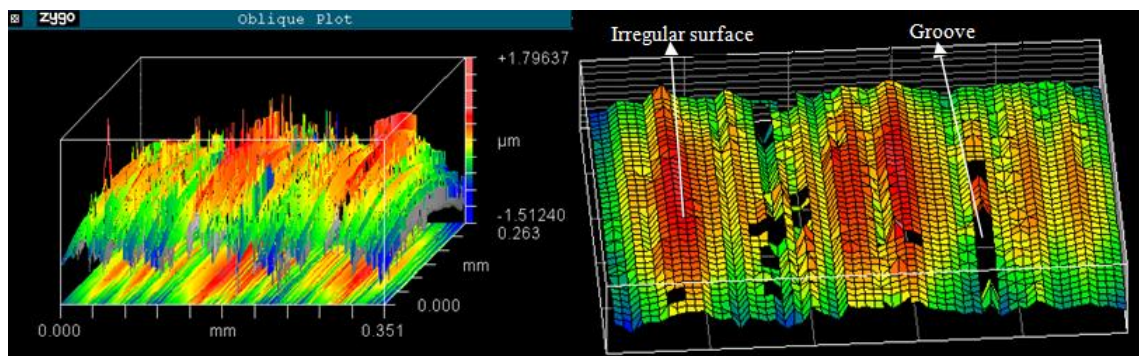 zygo
Oblique Plot
+1.79637
µm
-1.51240
0.263
mm
0.000
0.000
mm
0.351
Irregular surface
Groove